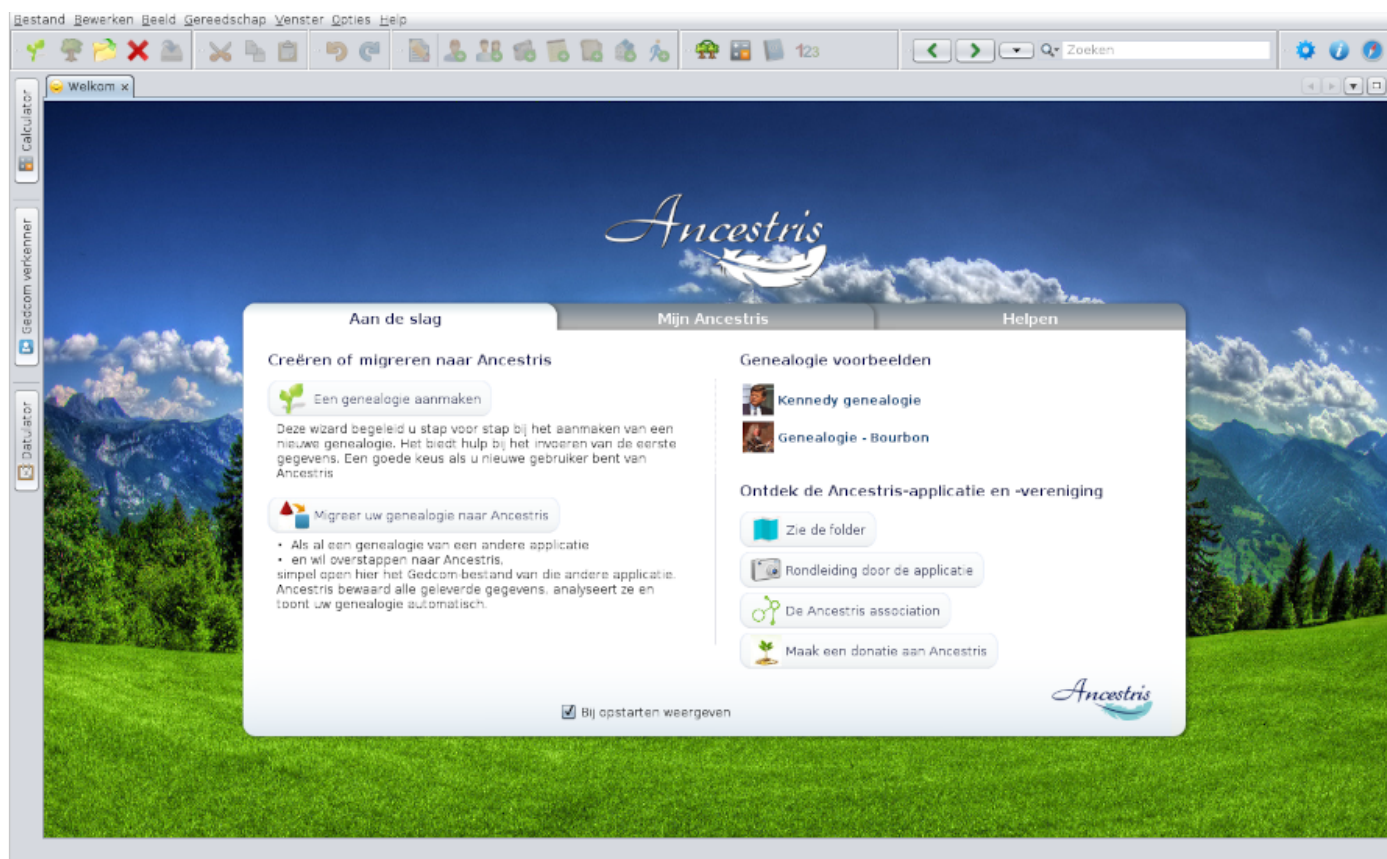 Bestand Bewerken Beeld Gereedschap Venster Opties Help
123
Zoeken
Welkom
Calculator
Gedcom verkenner
Datulator
Ancestris
Aan de slag
Mijn Ancestris
Helpen
Creëren of migreren naar Ancestris
Een genealogie aanmaken
Deze wizard begeleid u stap voor stap bij het aanmaken van een
nieuwe genealogie. Het biedt hulp bij het invoeren van de eerste
gegevens. Een goede keus als u nieuwe gebruiker bent van
Ancestris
Migreer uw genealogie naar Ancestris
• Als al een genealogie van een andere applicatie
• en wil overstappen naar Ancestris,
simpel open hier het Gedcom-bestand van die andere applicatie.
Ancestris bewaard alle geleverde gegevens, analyseert ze en
toont uw genealogie automatisch.
Genealogie voorbeelden
Kennedy genealogie
Genealogie - Bourbon
Ontdek de Ancestris-applicatie en -vereniging
Zie de folder
Rondleiding door de applicatie
De Ancestris association
Maak een donatie aan Ancestris
Ancestris
Bij opstarten weergeven